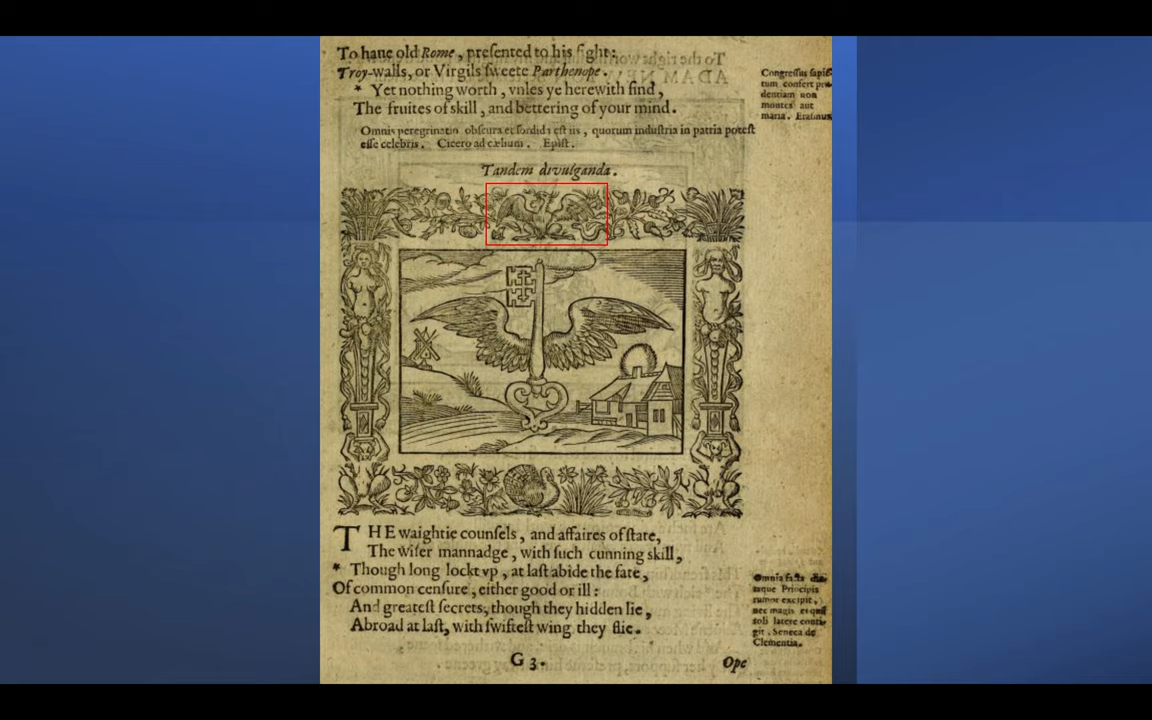 To haue old Rome, presented to his sight:
Troy-walls, or Virgils sweete Parthenope.
* Yet nothing worth, vnles ye herewith find,
The fruites of skill, and bettering of your mind.
Congressus sapiē
tum confert pru
dentiam non
montes aut
maria. Erasmus
Omnis peregrinatio obscura et sordida est iis, quorum industria in patria potest
esse celebris. Cicero ad cælium. Epist.
Tandem divulganda.
THE waightie counsels, and affaires of state,
The wiser mannadge, with such cunning skill,
* Though long lockt vp, at last abide the fate,
Of common censure, either good or ill:
And greatest secrets, though they hidden lie,
Abroad at last, with swiftest wing they flie.
Omnia facta
que Principis
rumor excipit,
nec magis
soli latere conti-
git. Seneca de
Clementia.
G 3.
Ope